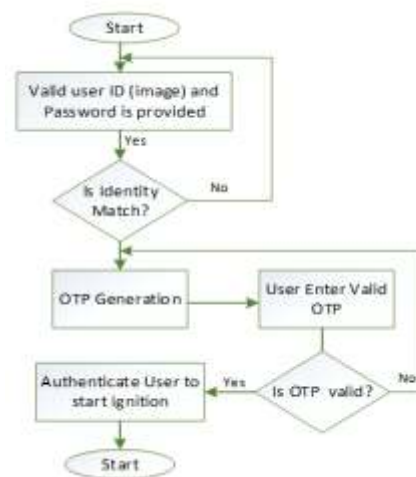 Start
Valid user ID (image) and
Password is provided
Yes
Is Identity
Match?
No
OTP Generation
User Enter Valid
OTP
Is OTP valid?
Yes
No
Authenticate User to
start Ignition
Start